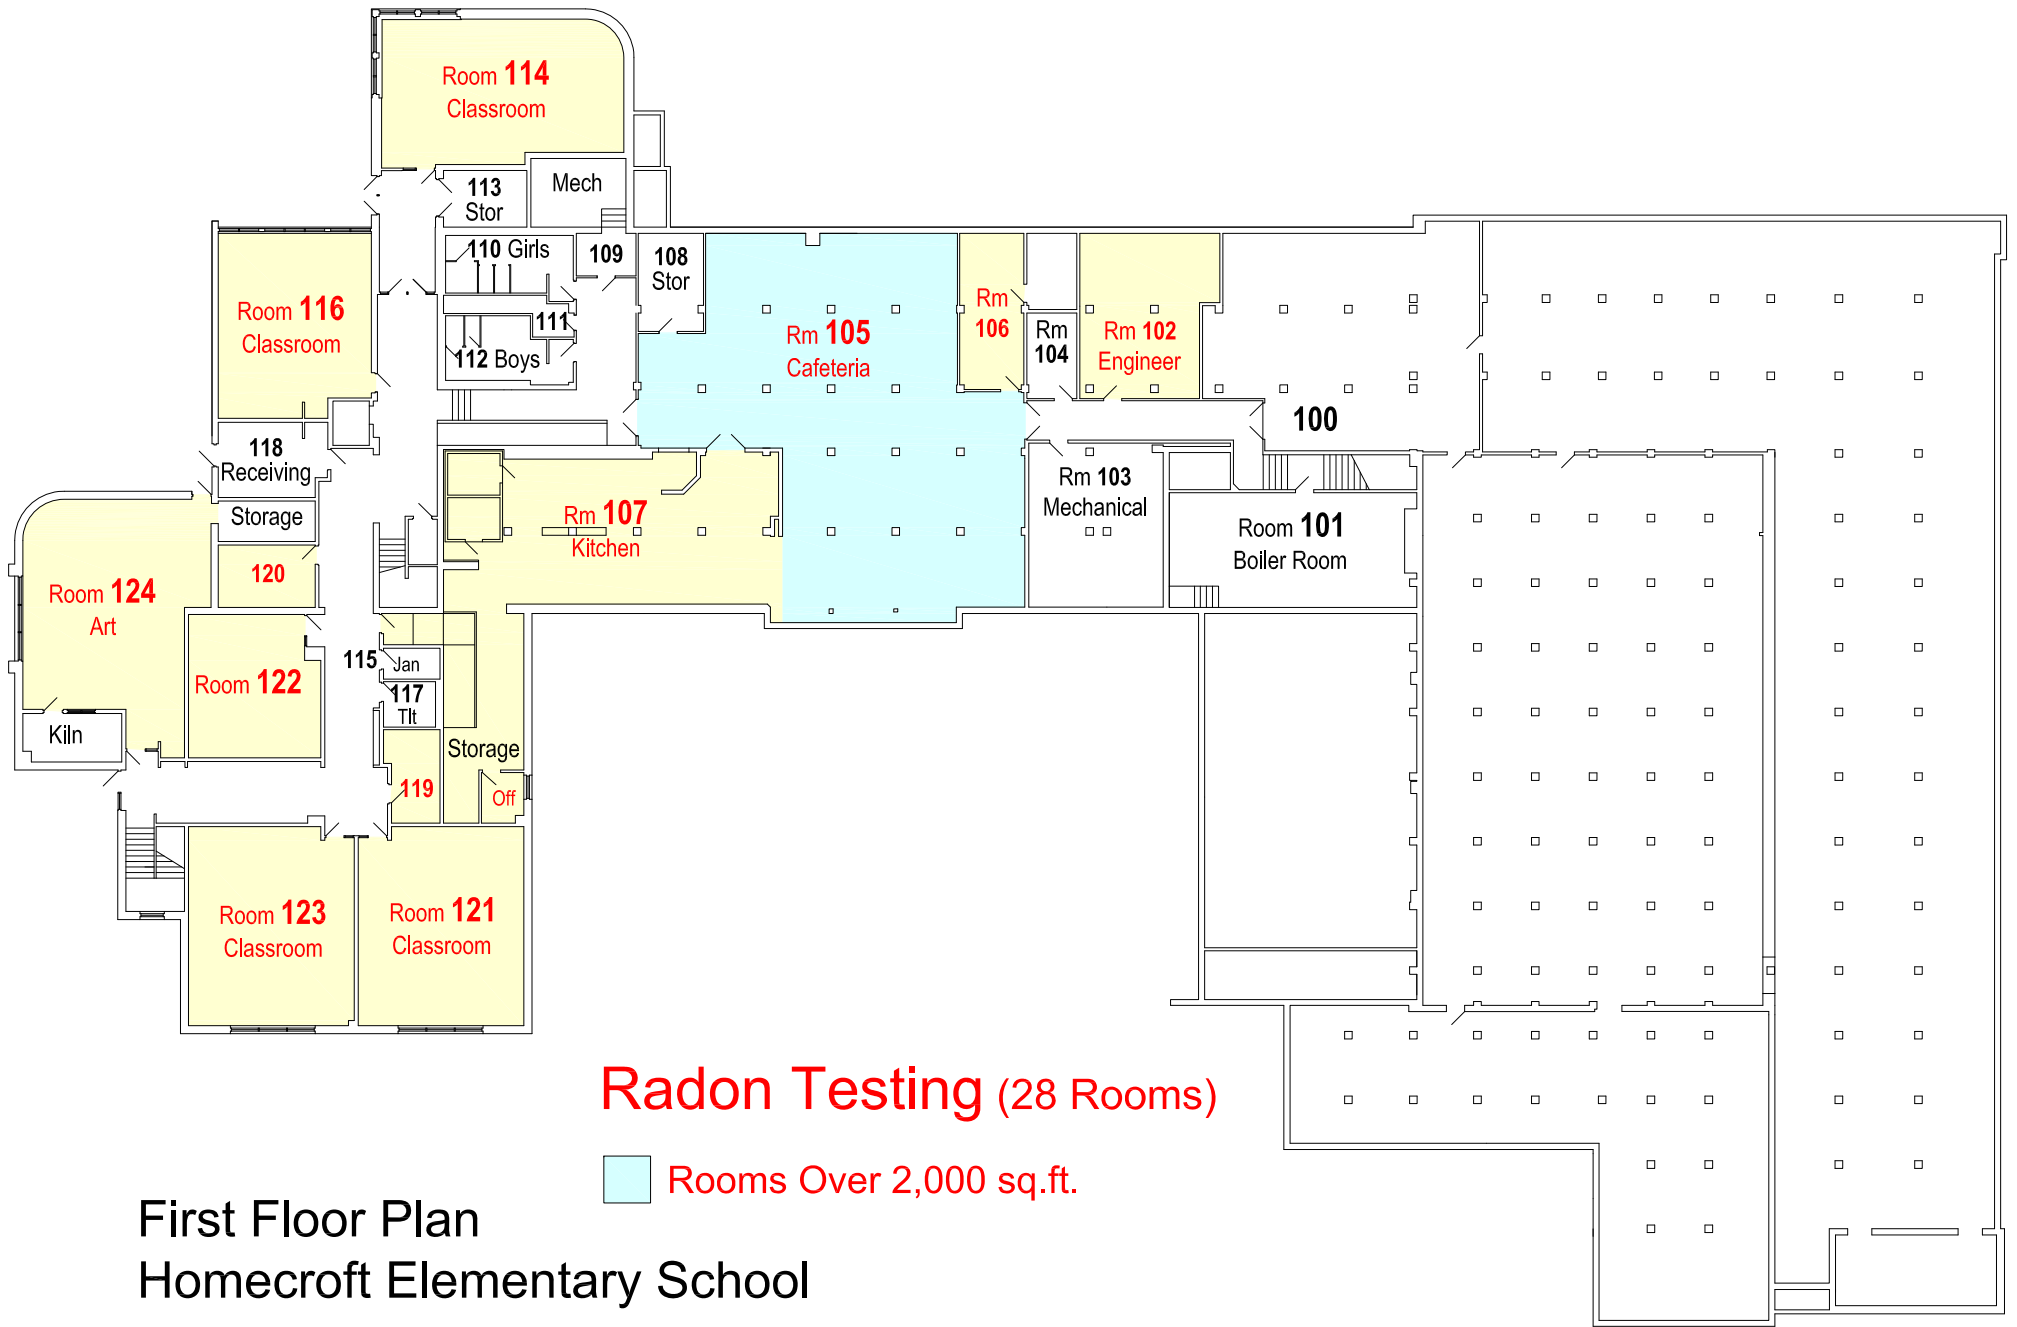 Room 114
Classroom
113
Stor
Mech
110 Girls
109
108
Stor
Room 116
Classroom
111
112 Boys
Rm 105
Cafeteria
Rm
106
Rm
104
Rm 102
Engineer
100
118
Receiving
Storage
120
Rm 107
Kitchen
Rm 103
Mechanical
Room 101
Boiler Room
Room 124
Art
Room 122
115
Jan
117
Tlt
Kiln
Storage
119
Off
Room 123
Classroom
Room 121
Classroom
Radon Testing (28 Rooms)
Rooms Over 2,000 sq.ft.
First Floor Plan
Homecroft Elementary School